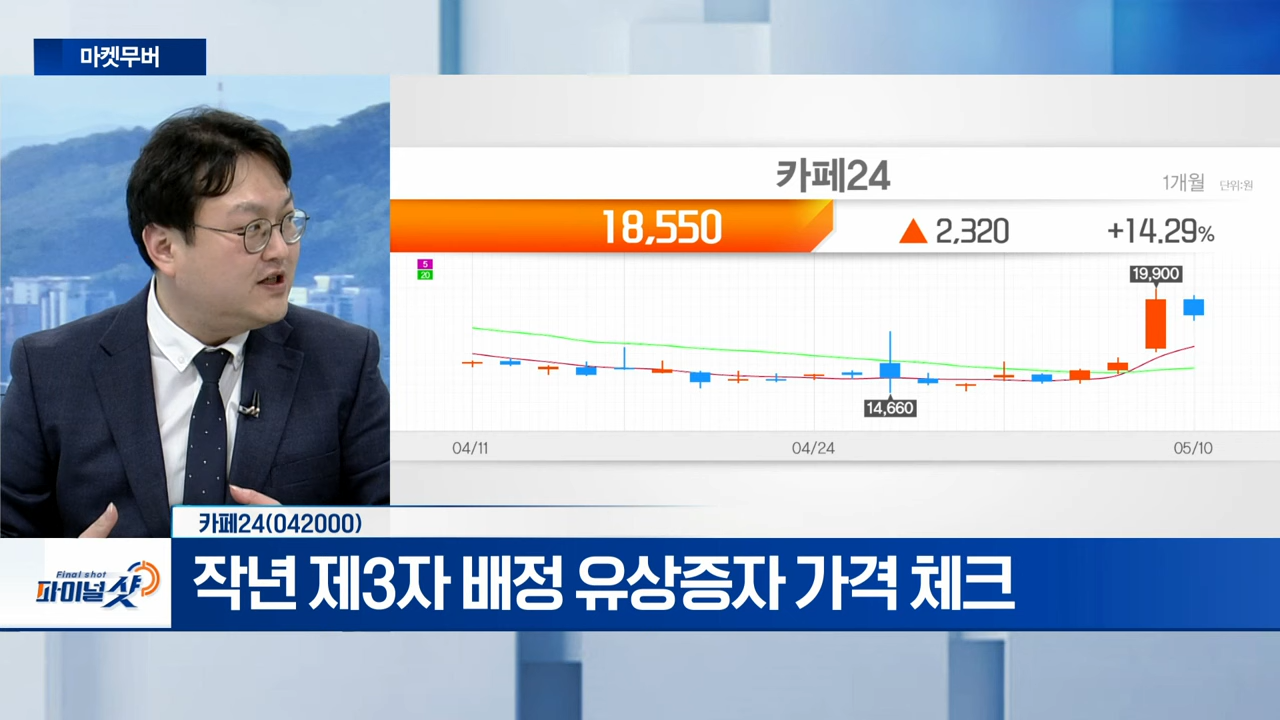 마켓무버
카페24
1개월 단위:원
18,550 ▲ 2,320 +14.29%
5
20
19,900
14,660
04/11 04/24 05/10
카페24(042000)
Final shot
파이널샷
작년 제3자 배정 유상증자 가격 체크